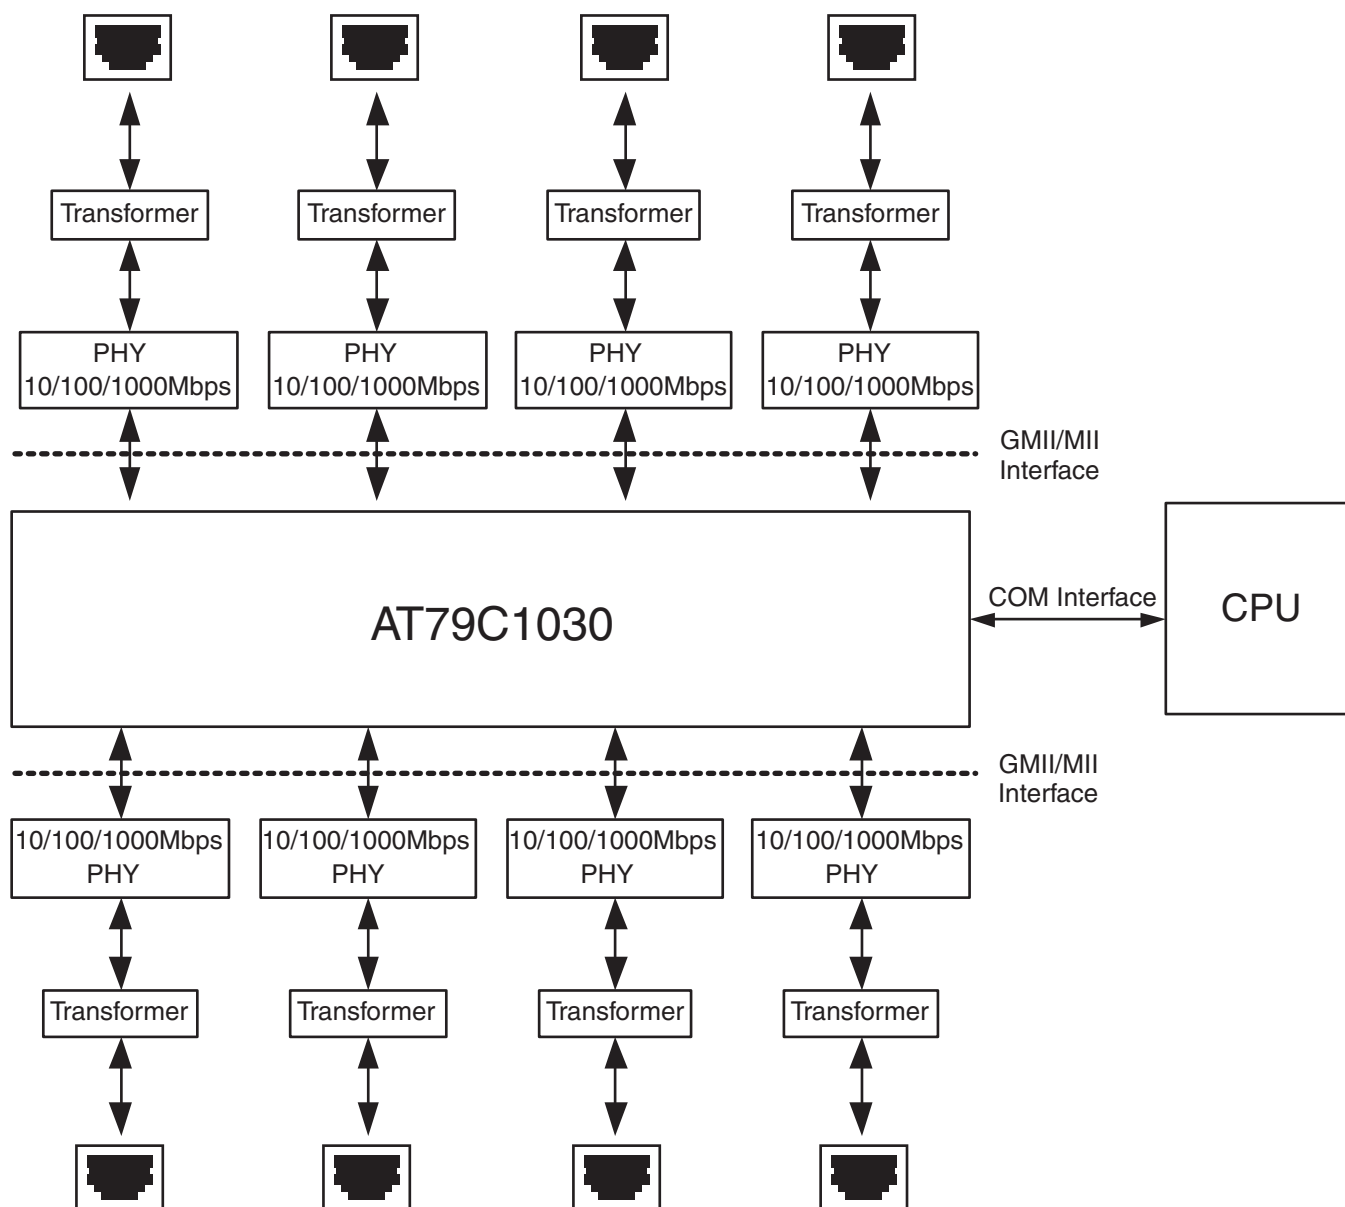 Transformer Transformer Transformer Transformer
PHY PHY PHY PHY
10/100/1000Mbps 10/100/1000Mbps 10/100/1000Mbps 10/100/1000Mbps
GMII/MII
Interface
AT79C1030
COM Interface
CPU
GMII/MII
Interface
10/100/1000Mbps 10/100/1000Mbps 10/100/1000Mbps 10/100/1000Mbps
PHY PHY PHY PHY
Transformer Transformer Transformer Transformer